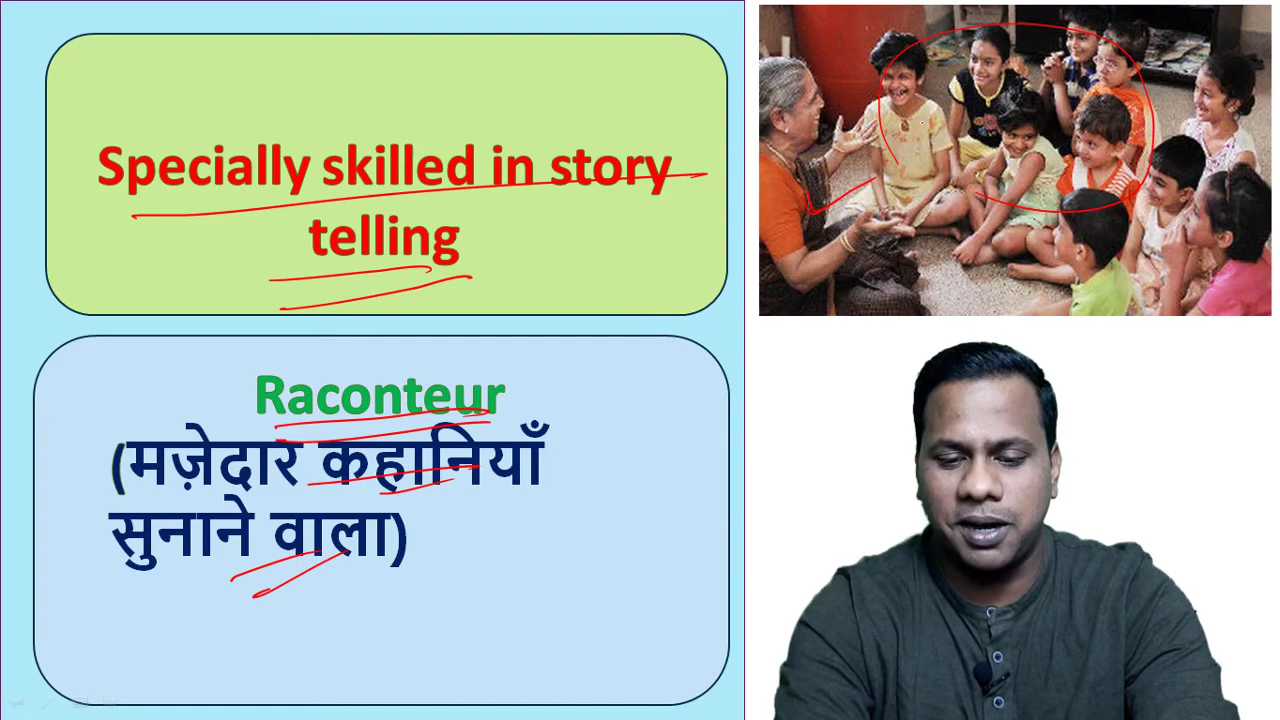 Specially skilled in story
telling
Raconteur
(मज़ेदार कहानियाँ
सुनाने वाला)